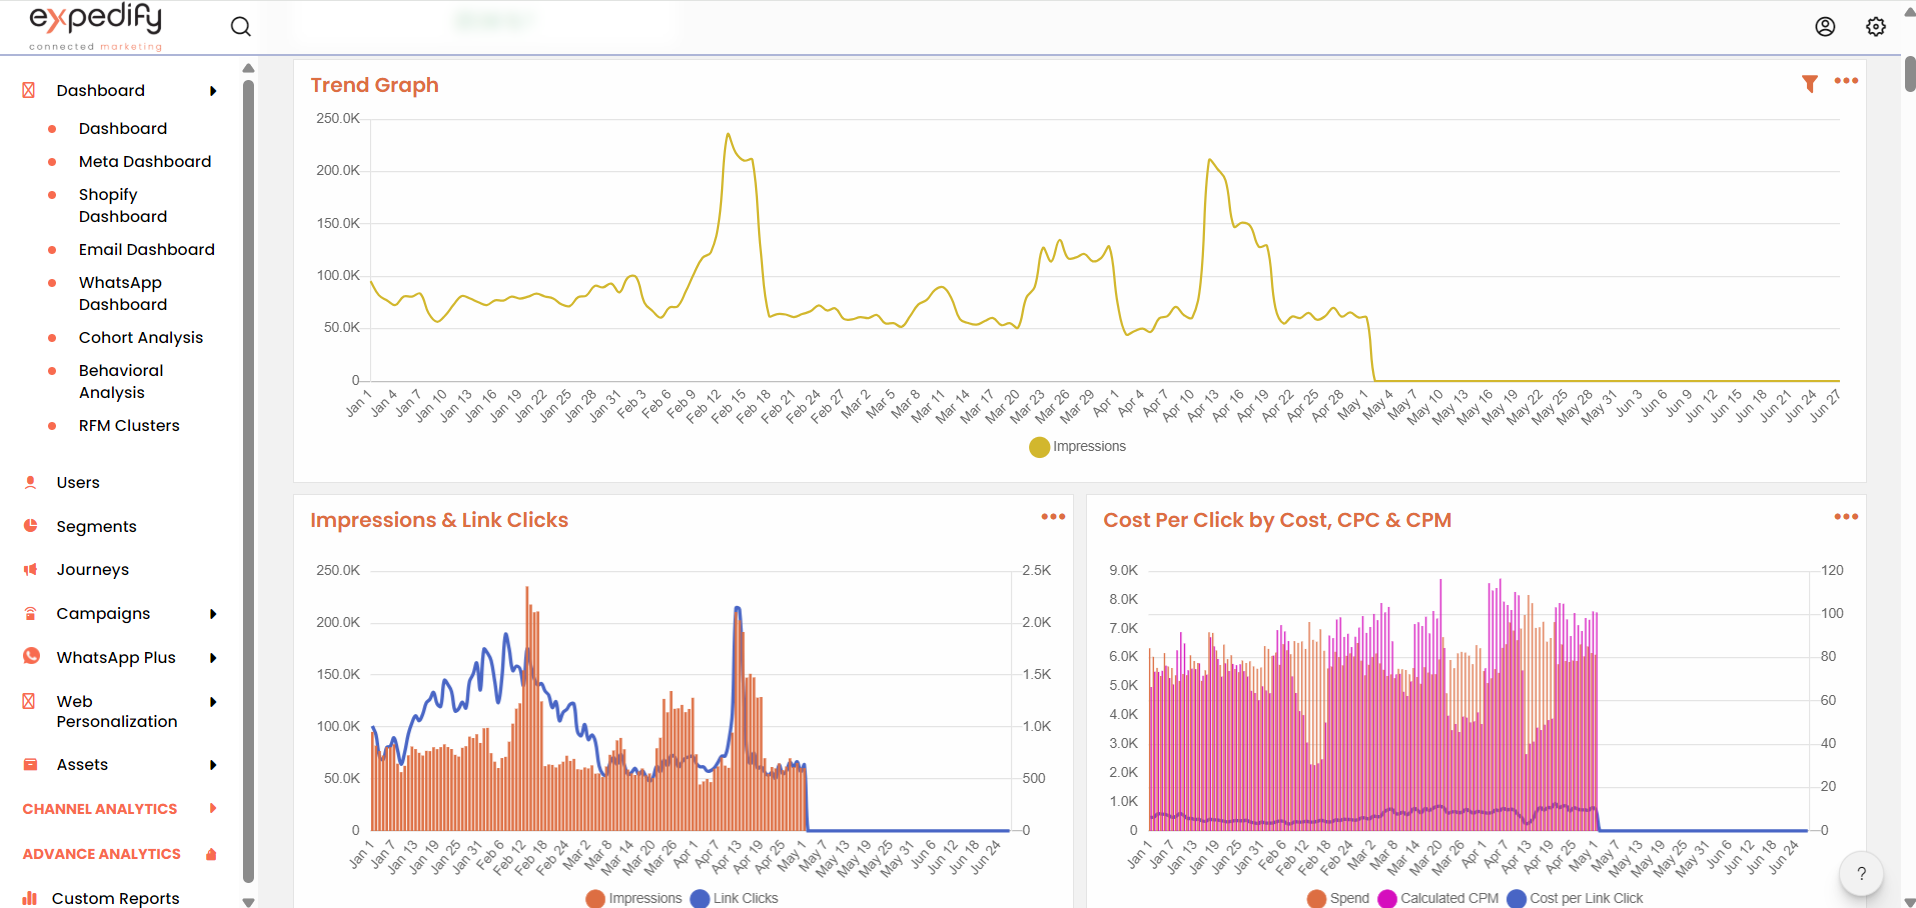 expedify
connected marketing
Dashboard
Dashboard
Meta Dashboard
Shopify
Dashboard
Email Dashboard
WhatsApp
Dashboard
Cohort Analysis
Behavioral
Analysis
RFM Clusters
Users
Segments
Journeys
Campaigns
WhatsApp Plus
Web
Personalization
Assets
CHANNEL ANALYTICS
ADVANCE ANALYTICS
Custom Reports
Trend Graph
250.0K
200.0K
150.0K
100.0K
50.0K
0
Jan 1 Jan 4 Jan 7 Jan 10 Jan 13 Jan 16 Jan 19 Jan 22 Jan 25 Jan 28 Jan 31 Feb 3 Feb 6 Feb 9 Feb 12 Feb 15 Feb 18 Feb 21 Feb 24 Feb 27 Mar 2 Mar 5 Mar 8 Mar 11 Mar 14 Mar 17 Mar 20 Mar 23 Mar 26 Mar 29 Apr 1 Apr 4 Apr 7 Apr 10 Apr 13 Apr 16 Apr 19 Apr 22 Apr 25 Apr 28 May 1 May 4 May 7 May 10 May 13 May 16 May 19 May 22 May 25 May 28 May 31 Jun 3 Jun 6 Jun 9 Jun 12 Jun 15 Jun 18 Jun 21 Jun 24 Jun 27
Impressions
Impressions & Link Clicks
250.0K 2.5K
200.0K 2.0K
150.0K 1.5K
100.0K 1.0K
50.0K 500
0 0
Jan 1 Jan 7 Jan 13 Jan 19 Jan 25 Jan 31 Feb 6 Feb 12 Feb 18 Feb 24 Mar 2 Mar 8 Mar 14 Mar 20 Mar 26 Apr 1 Apr 7 Apr 13 Apr 19 Apr 25 May 1 May 7 May 13 May 19 May 25 May 31 Jun 6 Jun 12 Jun 18 Jun 24
Impressions Link Clicks
Cost Per Click by Cost, CPC & CPM
9.0K 120
8.0K 100
7.0K
6.0K 80
5.0K 60
4.0K
3.0K 40
2.0K 20
1.0K
0 0
Jan 1 Jan 7 Jan 13 Jan 19 Jan 25 Jan 31 Feb 6 Feb 12 Feb 18 Feb 24 Mar 2 Mar 8 Mar 14 Mar 20 Mar 26 Apr 1 Apr 7 Apr 13 Apr 19 Apr 25 May 1 May 7 May 13 May 19 May 25 May 31 Jun 6 Jun 12 Jun 18 Jun 24
Spend Calculated CPM Cost per Link Click
?